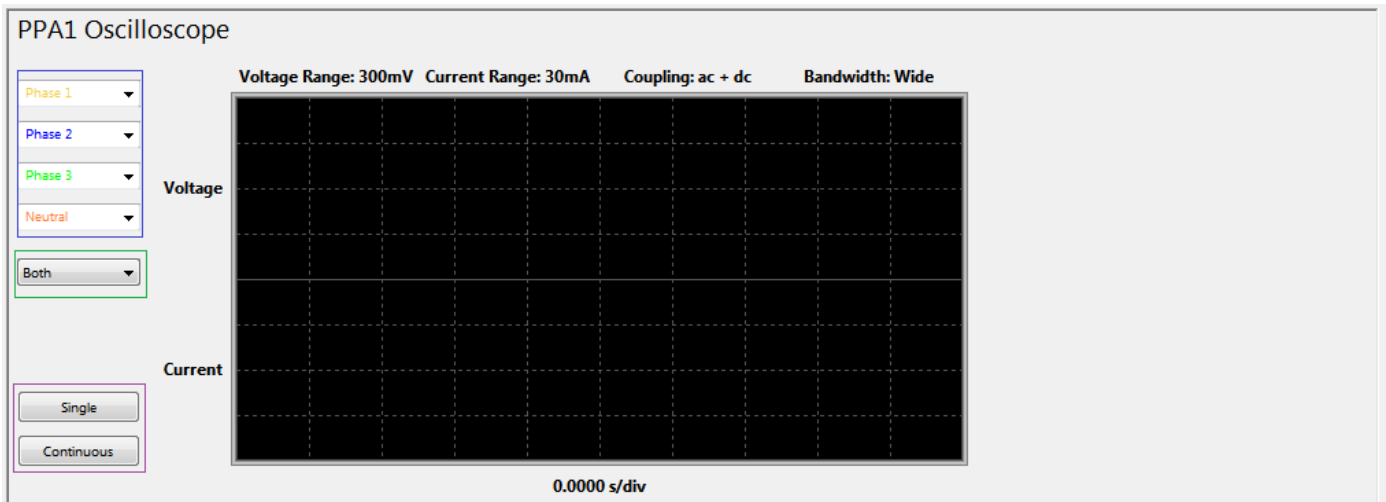 PPA1 Oscilloscope
Voltage Range: 300mV Current Range: 30mA Coupling: ac + dc Bandwidth: Wide
Phase 1
Phase 2
Phase 3
Neutral
Both
Voltage
Current
Single
Continuous
0.0000 s/div